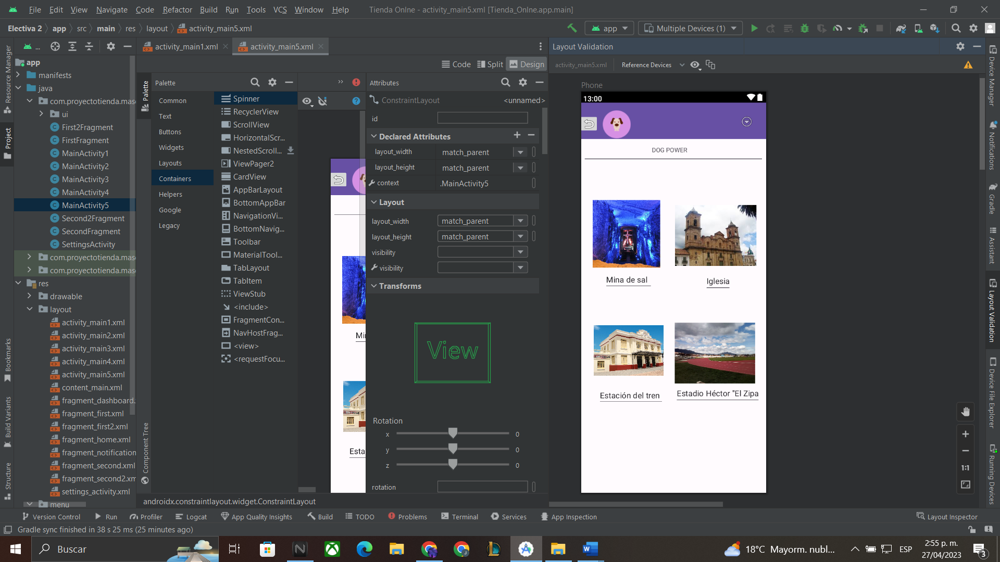 File Edit View Navigate Code Refactor Build Run Tools VCS Window Help Tienda Onlne - activity_main5.xml [Tienda_Onlne.app.main]
Electiva 2 app src main res layout activity_main5.xml
app Multiple Devices (1)
...
activity_main1.xml activity_main5.xml
Layout Validation
Code Split Design
activity_main5.xml Reference Devices
Resource Manager
Project
Bookmarks
Build Variants
Structure
app
manifests
java
com.proyectotienda.mas
ui
First2Fragment
FirstFragment
MainActivity1
MainActivity2
MainActivity3
MainActivity4
MainActivity5
Second2Fragment
SecondFragment
SettingsActivity
com.proyectotienda.mas
com.proyectotienda.mas
res
drawable
layout
activity_main1.xml
activity_main2.xml
activity_main3.xml
activity_main4.xml
activity_main5.xml
content_main.xml
fragment_dashboard.
fragment_first.xml
fragment_first2.xml
fragment_home.xml
fragment_notification
fragment_second.xml
fragment_second2.xm
settings_activity.xml
menu
Palette
Component Tree
Palette
Common
Text
Buttons
Widgets
Layouts
Containers
Helpers
Google
Legacy
Spinner
RecyclerView
ScrollView
HorizontalScr...
NestedScroll...
ViewPager2
CardView
AppBarLayout
BottomAppBar
NavigationVi...
BottomNavig...
Toolbar
MaterialTool...
TabLayout
TabItem
ViewStub
<include>
FragmentCon...
NavHostFrag...
<view>
<requestFocu...
Min
Esta
Attributes
ConstraintLayout <unnamed>
id
Declared Attributes
layout_width match_parent
layout_height match_parent
context .MainActivity5
Layout
layout_width match_parent
layout_height match_parent
visibility
visibility
Transforms
View
Rotation
x 0
y 0
z 0
rotation
Phone
13:00
DOG POWER
Mina de sal
Iglesia
Estación del tren
Estadio Héctor "El Zipa
1:1
Device Manager
Notifications
Gradle
Assistant
Layout Validation
Device File Explorer
Running Devices
androidx.constraintlayout.widget.ConstraintLayout
Version Control Run Profiler Logcat App Quality Insights Build TODO Problems Terminal Services App Inspection Layout Inspector
Gradle sync finished in 38 s 25 ms (25 minutes ago)
Buscar
18°C Mayorm. nubl...
ESP
2:55 p. m.
27/04/2023
3